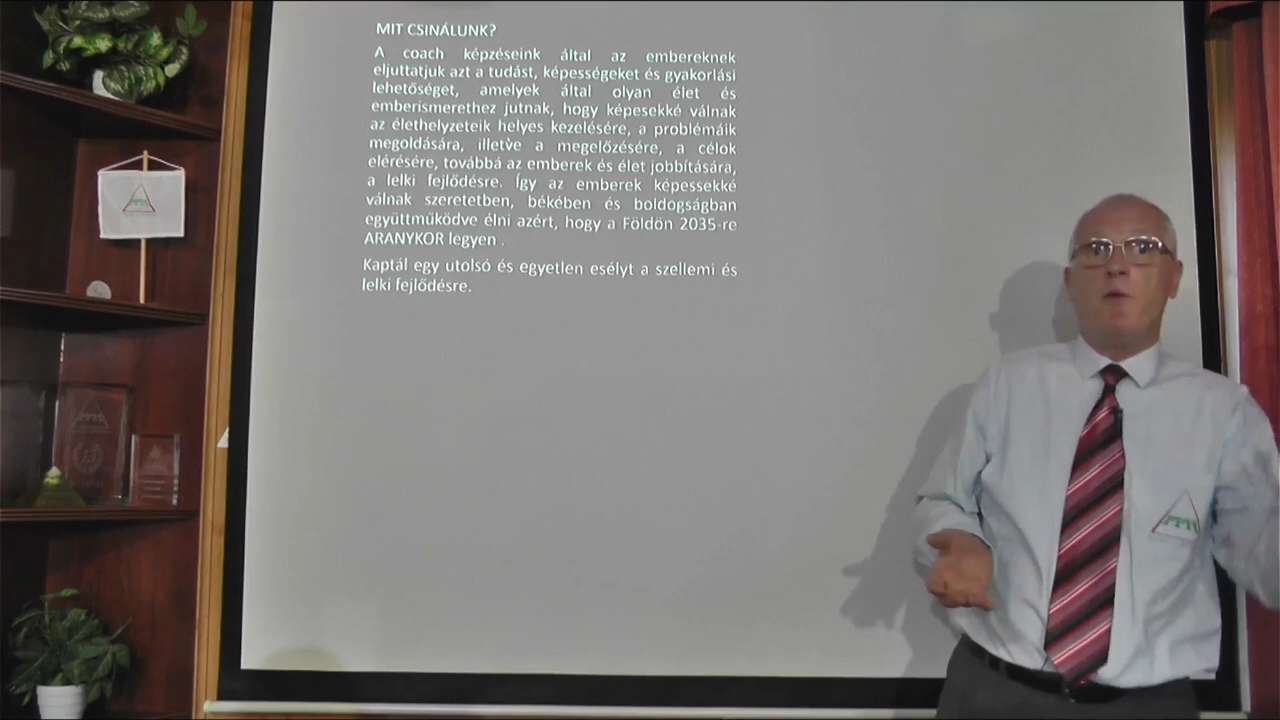 MIT CSINÁLUNK?
A coach képzéseink által az embereknek
eljuttatjuk azt a tudást, képességeket és gyakorlási
lehetőséget, amelyek által olyan élet és
emberismerethez jutnak, hogy képesekké válnak
az élethelyzeteik helyes kezelésére, a problémáik
megoldására, illetve a megelőzésére, a célok
elérésére, továbbá az emberek és élet jobbítására,
a lelki fejlődésre. Így az emberek képessekké
válnak szeretetben, békében és boldogságban
együttműködve élni azért, hogy a Földön 2035-re
ARANYKOR legyen .
Kaptál egy utolsó és egyetlen esélyt a szellemi és
lelki fejlődésre.